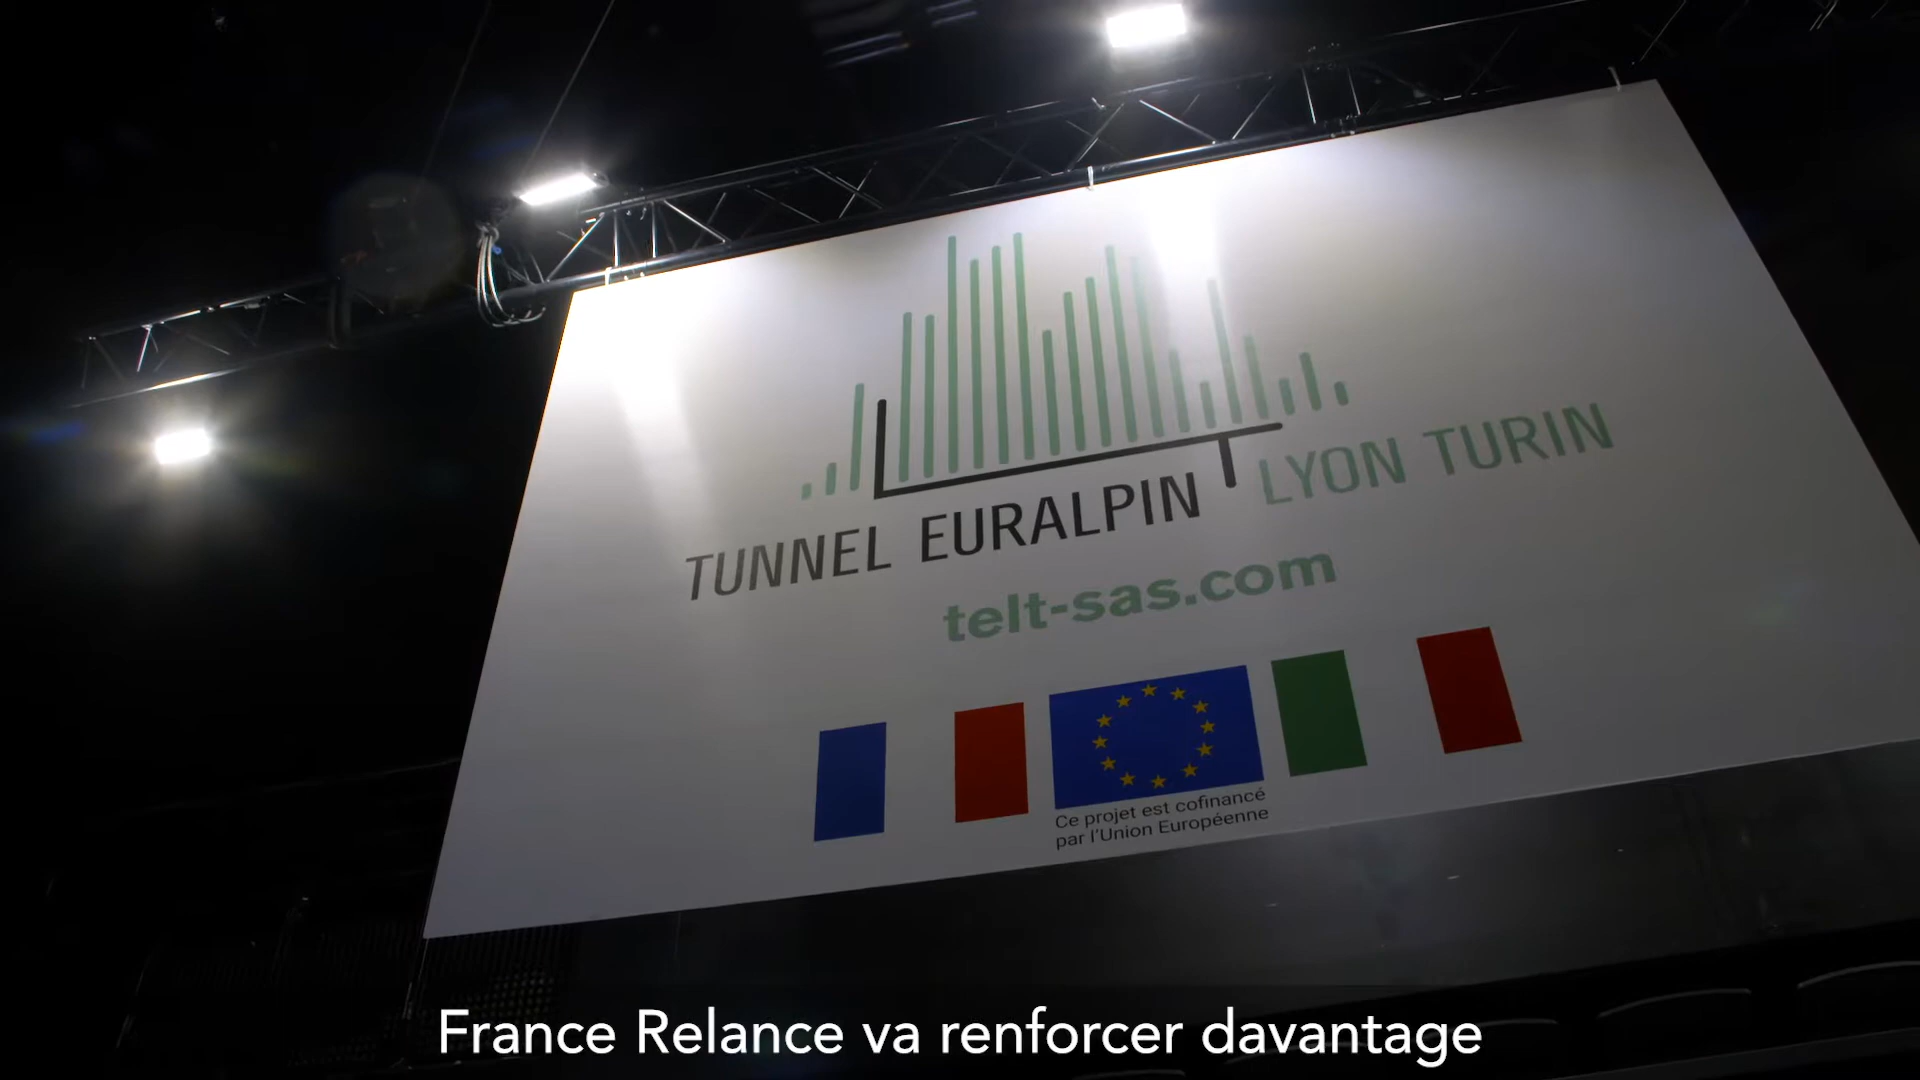 TUNNEL EURALPIN LYON TURIN
telt-sas.com
Ce projet est cofinancé
par l'Union Européenne
France Relance va renforcer davantage